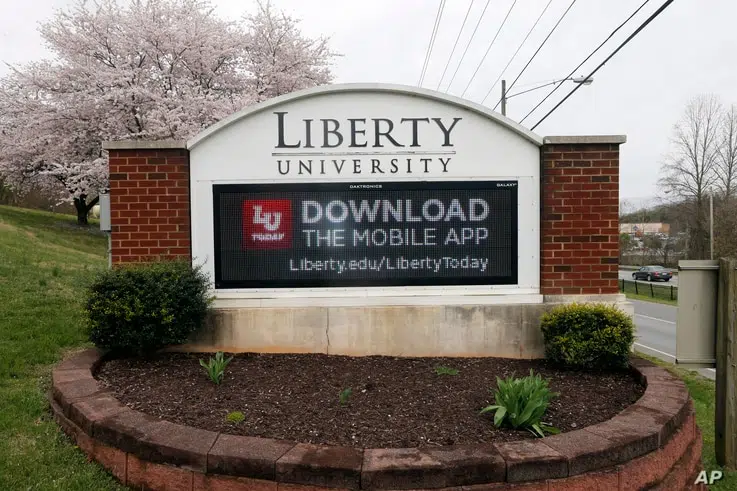 LIBERTY
UNIVERSITY
DAKTRONICS GALAXY
LU
TODAY
DOWNLOAD
THE MOBILE APP
Liberty.edu/LibertyToday
AP